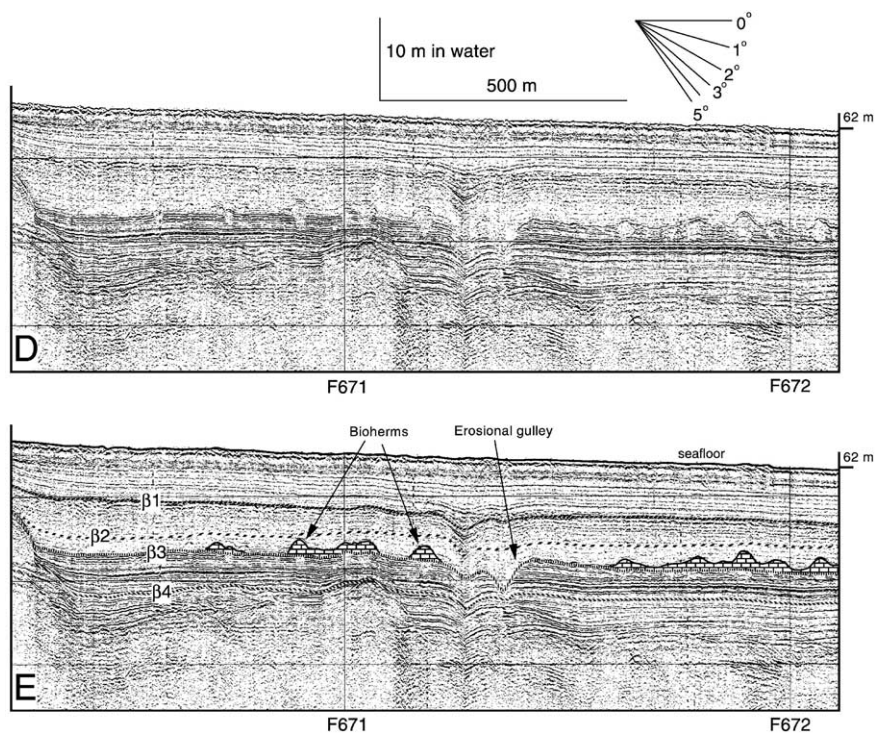 10 m in water
500 m
0°
1°
2°
3°
5°
62 m
D
F671
F672
Bioherms
Erosional gulley
seafloor
62 m
β1
β2
β3
β4
E
F671
F672